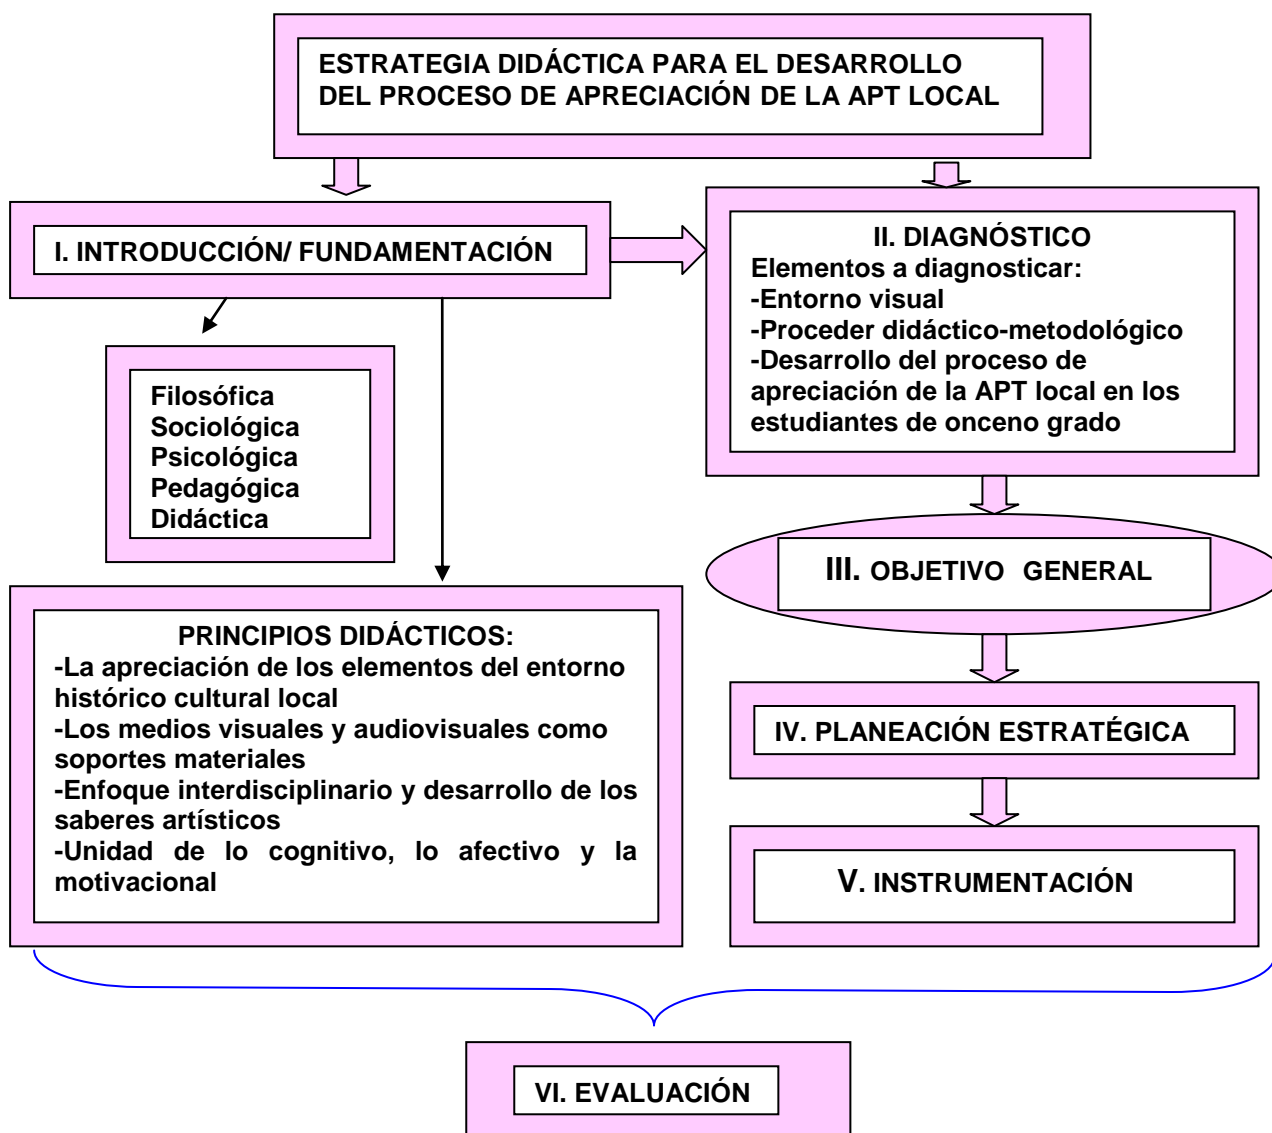 ESTRATEGIA DIDÁCTICA PARA EL DESARROLLO
DEL PROCESO DE APRECIACIÓN DE LA APT LOCAL
I. INTRODUCCIÓN/ FUNDAMENTACIÓN
Filosófica
Sociológica
Psicológica
Pedagógica
Didáctica
PRINCIPIOS DIDÁCTICOS:
-La apreciación de los elementos del entorno
histórico cultural local
-Los medios visuales y audiovisuales como
soportes materiales
-Enfoque interdisciplinario y desarrollo de los
saberes artísticos
-Unidad de lo cognitivo, lo afectivo y la
motivacional
II. DIAGNÓSTICO
Elementos a diagnosticar:
-Entorno visual
-Proceder didáctico-metodológico
-Desarrollo del proceso de
apreciación de la APT local en los
estudiantes de onceno grado
III. OBJETIVO GENERAL
IV. PLANEACIÓN ESTRATÉGICA
V. INSTRUMENTACIÓN
VI. EVALUACIÓN